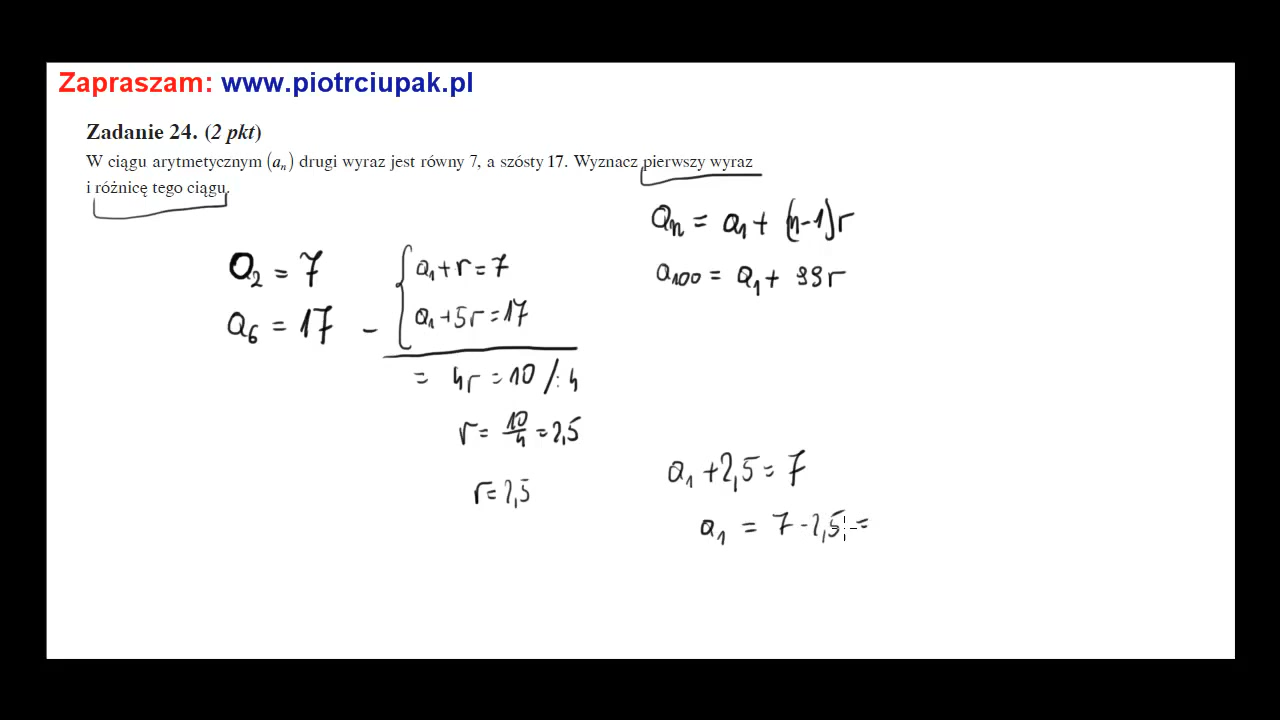 Zapraszam: www.piotrciupak.pl
Zadanie 24. (2 pkt)
W ciągu arytmetycznym (aₙ) drugi wyraz jest równy 7, a szósty 17. Wyznacz pierwszy wyraz
i różnicę tego ciągu.
aₙ = a₁ + (n-1)r
a₁₀₀ = a₁ + 99r
a₂ = 7
a₆ = 17
a₁ + r = 7
- a₁ + 5r = 17
= 4r = 10 /: 4
r = 10/4 = 2,5
r = 2,5
a₁ + 2,5 = 7
a₁ = 7 - 2,5 =